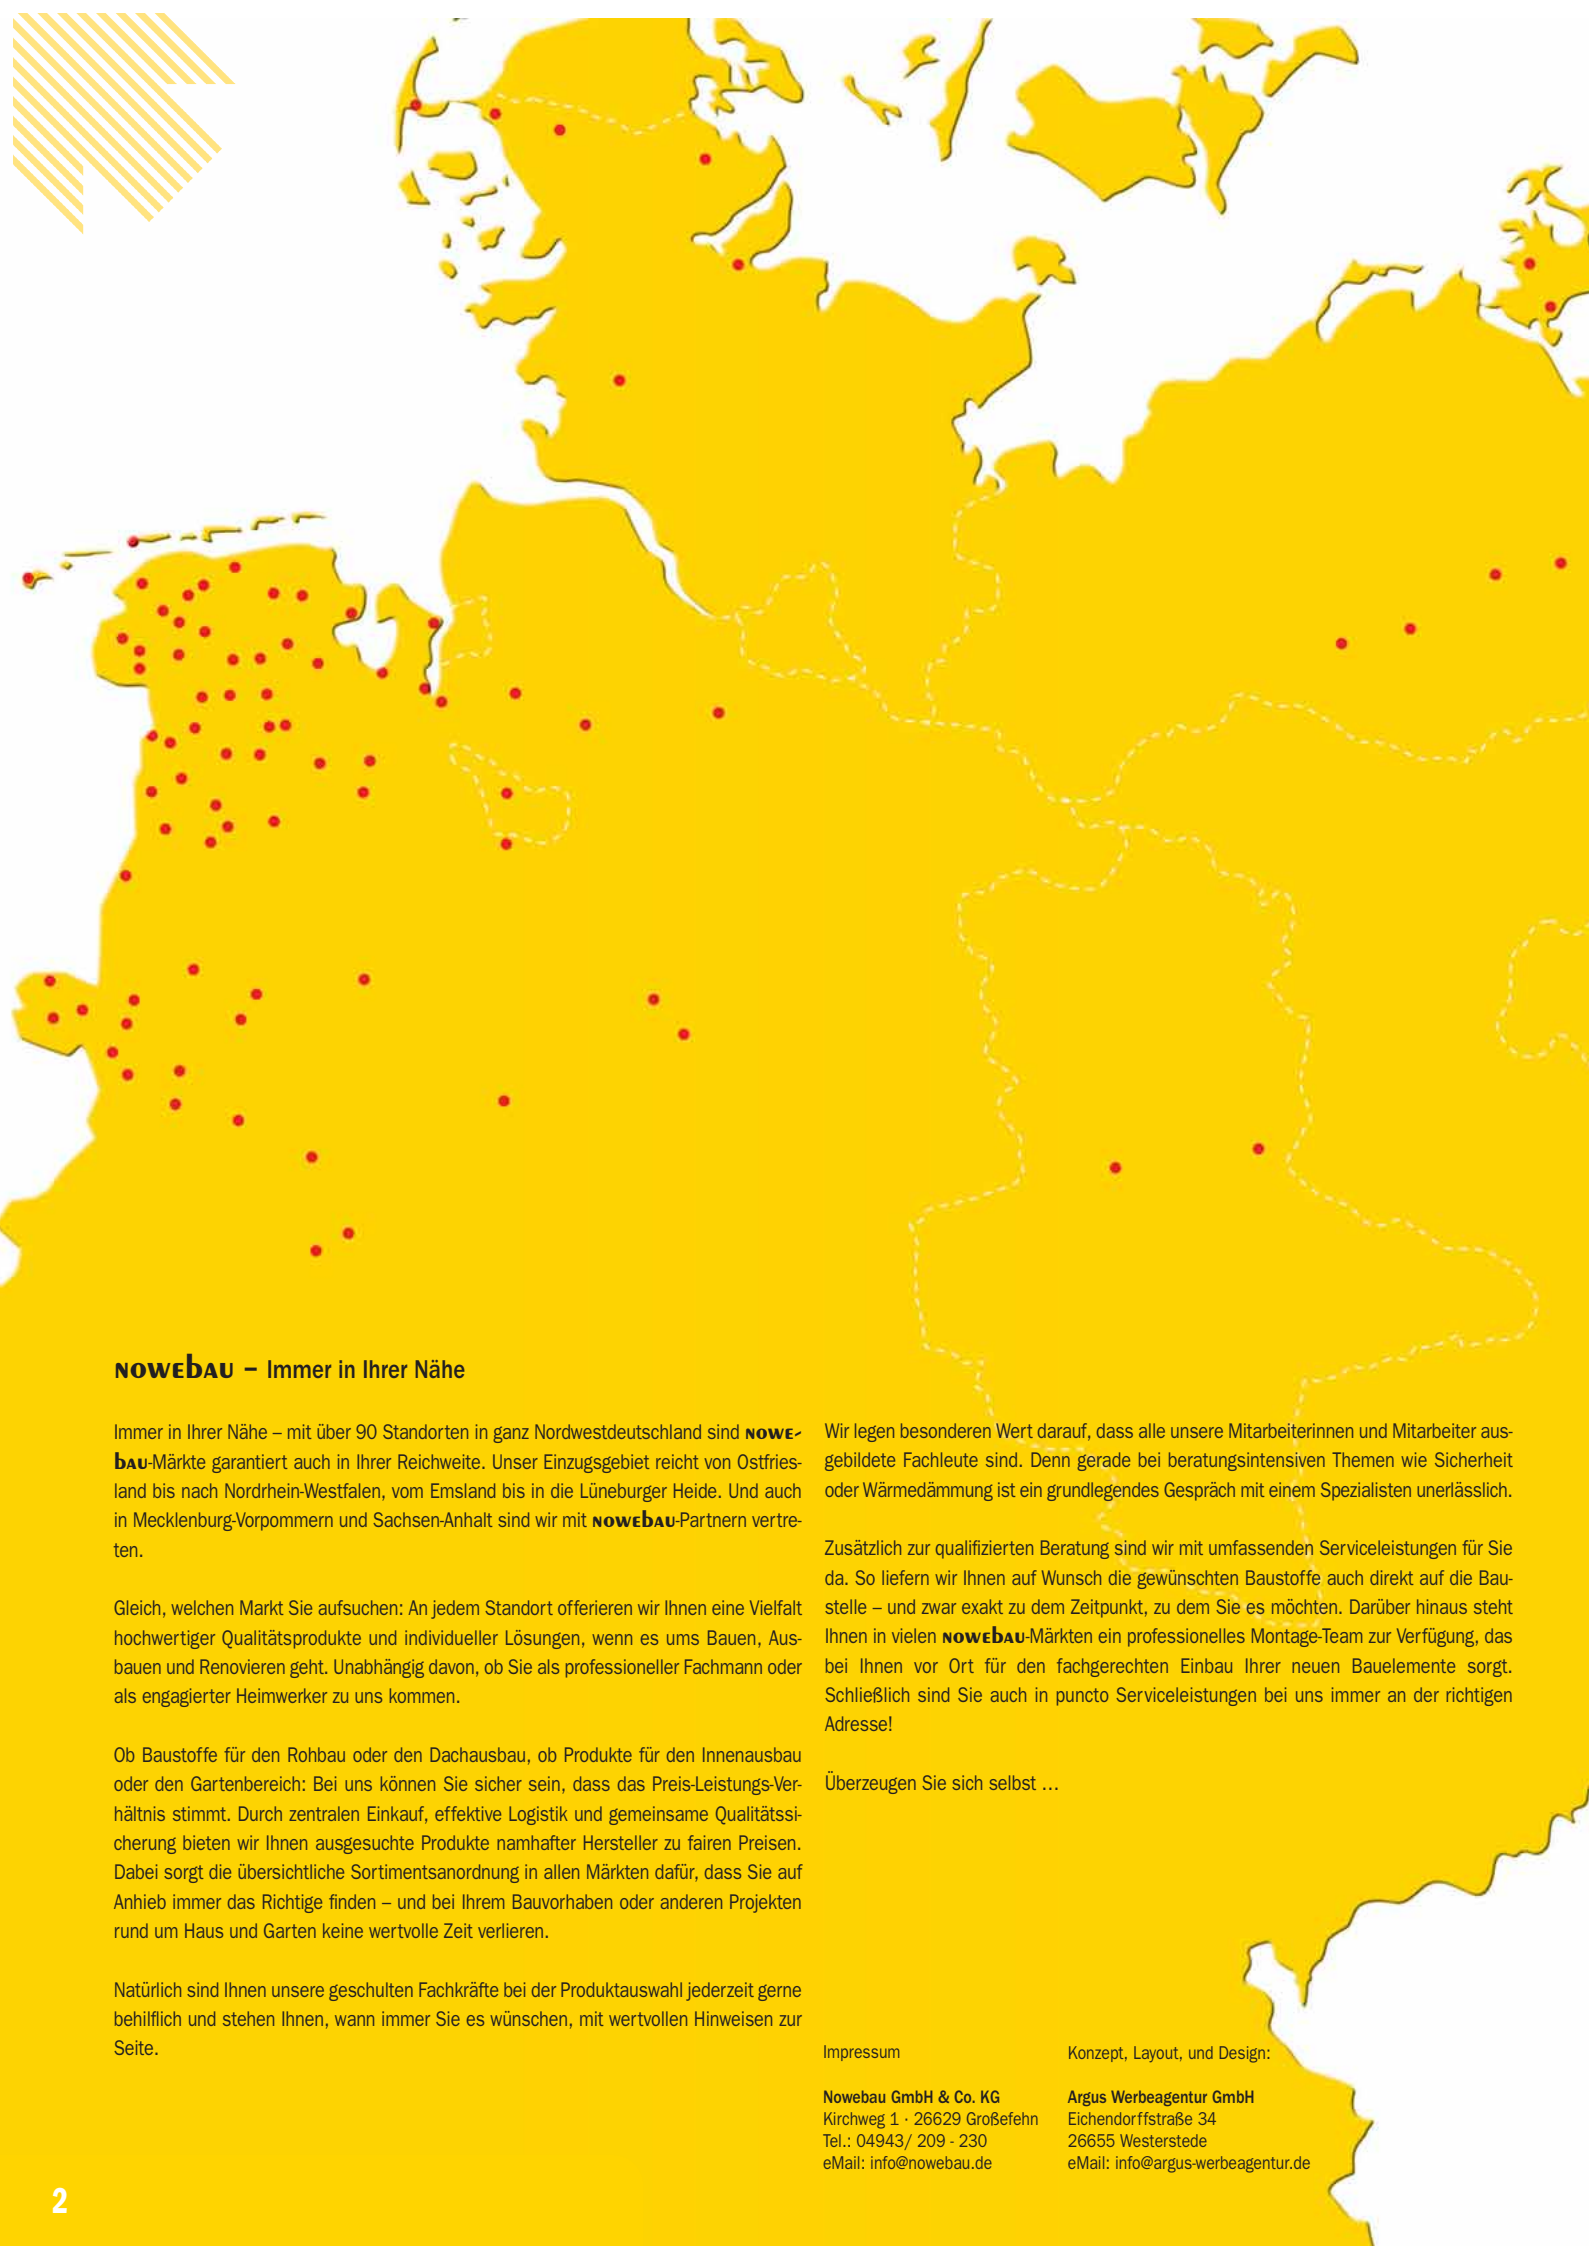 nowebau – Immer in Ihrer Nähe
Immer in Ihrer Nähe – mit über 90 Standorten in ganz Nordwestdeutschland sind nowe-
bau-Märkte garantiert auch in Ihrer Reichweite. Unser Einzugsgebiet reicht von Ostfries-
land bis nach Nordrhein-Westfalen, vom Emsland bis in die Lüneburger Heide. Und auch
in Mecklenburg-Vorpommern und Sachsen-Anhalt sind wir mit nowebau-Partnern vertre-
ten.
Gleich, welchen Markt Sie aufsuchen: An jedem Standort offerieren wir Ihnen eine Vielfalt
hochwertiger Qualitätsprodukte und individueller Lösungen, wenn es ums Bauen, Aus-
bauen und Renovieren geht. Unabhängig davon, ob Sie als professioneller Fachmann oder
als engagierter Heimwerker zu uns kommen.
Ob Baustoffe für den Rohbau oder den Dachausbau, ob Produkte für den Innenausbau
oder den Gartenbereich: Bei uns können Sie sicher sein, dass das Preis-Leistungs-Ver-
hältnis stimmt. Durch zentralen Einkauf, effektive Logistik und gemeinsame Qualitätssi-
cherung bieten wir Ihnen ausgesuchte Produkte namhafter Hersteller zu fairen Preisen.
Dabei sorgt die übersichtliche Sortimentsanordnung in allen Märkten dafür, dass Sie auf
Anhieb immer das Richtige finden – und bei Ihrem Bauvorhaben oder anderen Projekten
rund um Haus und Garten keine wertvolle Zeit verlieren.
Natürlich sind Ihnen unsere geschulten Fachkräfte bei der Produktauswahl jederzeit gerne
behilflich und stehen Ihnen, wann immer Sie es wünschen, mit wertvollen Hinweisen zur
Seite.
Wir legen besonderen Wert darauf, dass alle unsere Mitarbeiterinnen und Mitarbeiter aus-
gebildete Fachleute sind. Denn gerade bei beratungsintensiven Themen wie Sicherheit
oder Wärmedämmung ist ein grundlegendes Gespräch mit einem Spezialisten unerlässlich.
Zusätzlich zur qualifizierten Beratung sind wir mit umfassenden Serviceleistungen für Sie
da. So liefern wir Ihnen auf Wunsch die gewünschten Baustoffe auch direkt auf die Bau-
stelle – und zwar exakt zu dem Zeitpunkt, zu dem Sie es möchten. Darüber hinaus steht
Ihnen in vielen nowebau-Märkten ein professionelles Montage-Team zur Verfügung, das
bei Ihnen vor Ort für den fachgerechten Einbau Ihrer neuen Bauelemente sorgt.
Schließlich sind Sie auch in puncto Serviceleistungen bei uns immer an der richtigen
Adresse!
Überzeugen Sie sich selbst …
Impressum
Nowebau GmbH & Co. KG
Kirchweg 1 · 26629 Großefehn
Tel.: 04943/ 209 - 230
eMail: info@nowebau.de
Konzept, Layout, und Design:
Argus Werbeagentur GmbH
Eichendorffstraße 34
26655 Westerstede
eMail: info@argus-werbeagentur.de
2